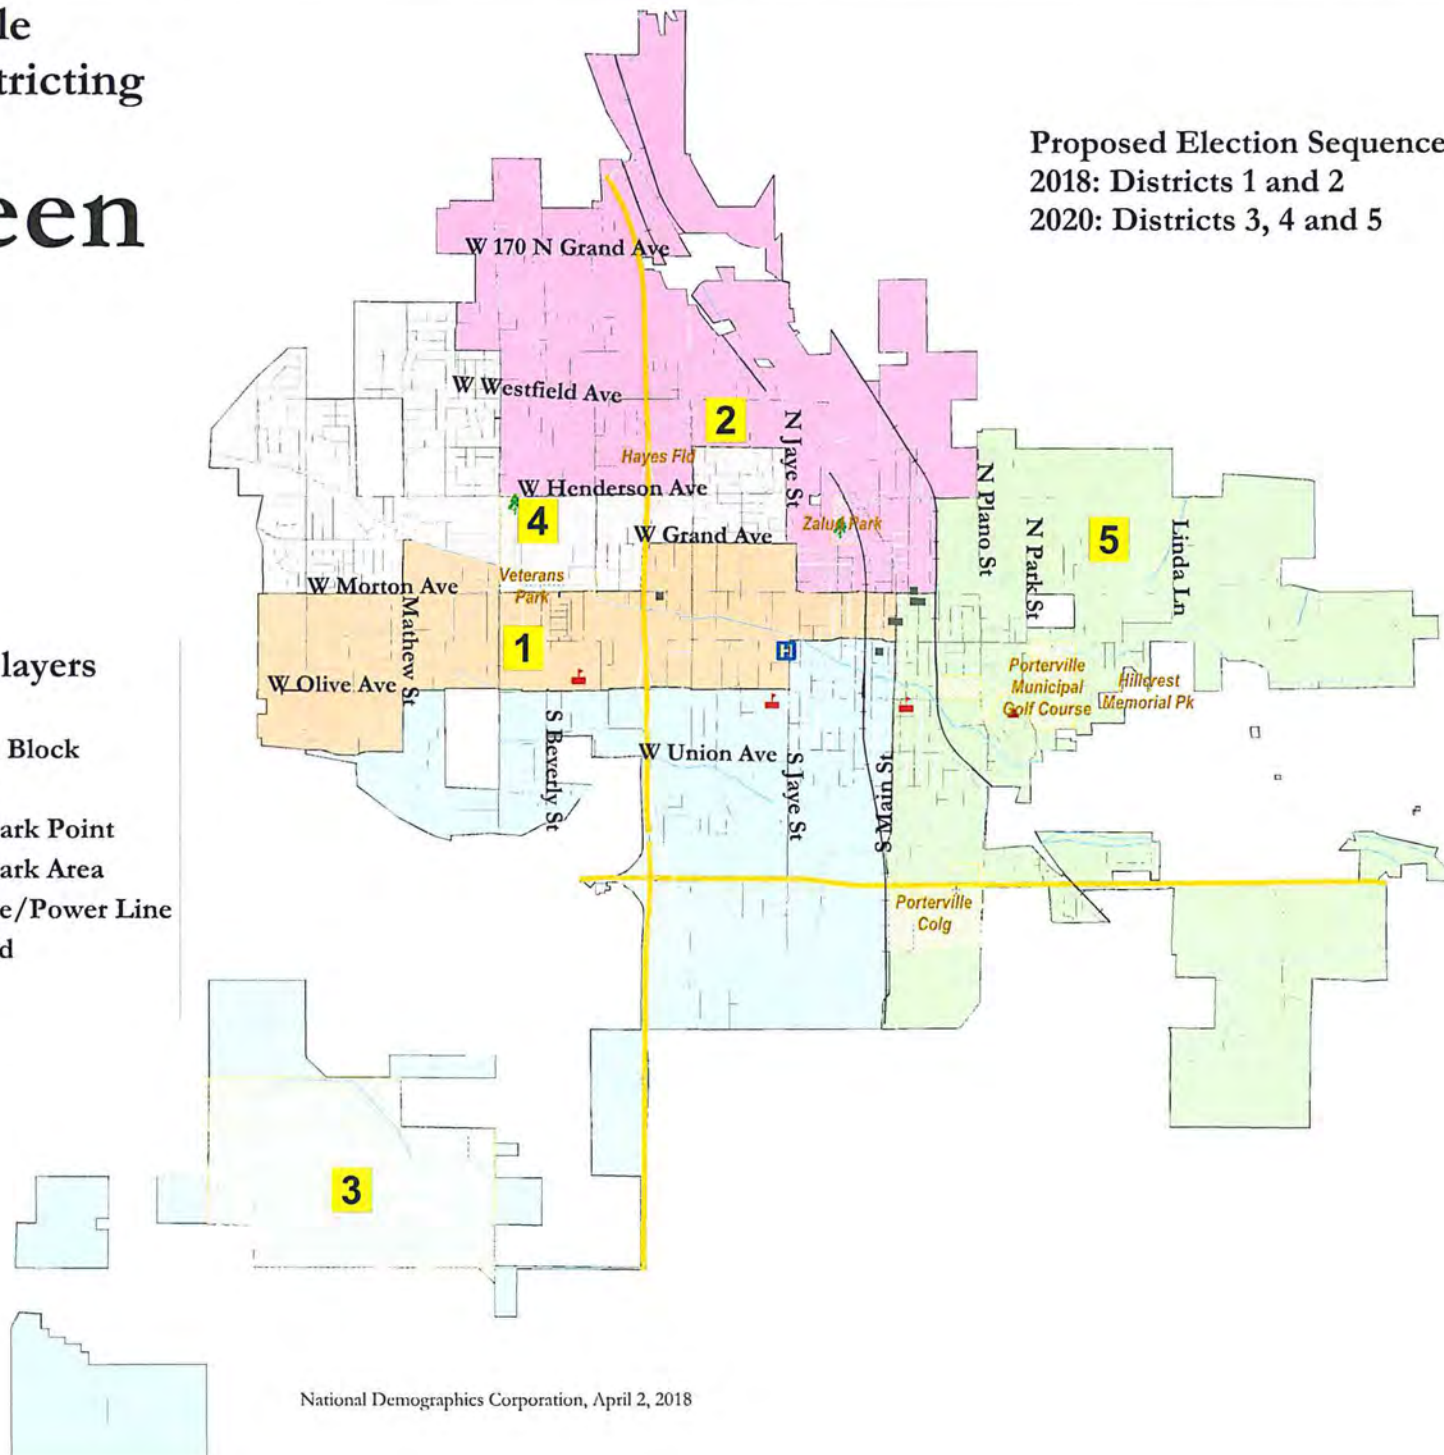 le
tricting
een
Proposed Election Sequence
2018: Districts 1 and 2
2020: Districts 3, 4 and 5
W 170 N Grand Ave
W Westfield Ave
2
N Jaye St
Hayes Fld
W Henderson Ave
4
Zalud Park
W Grand Ave
N Plano St
N Park St
5
Linda Ln
Veterans
Park
W Morton Ave
Mathew St
1
H
W Olive Ave
Porterville
Municipal
Golf Course
Hillcrest
Memorial Pk
S Beverly St
W Union Ave
S Jaye St
S Main St
Porterville
Colg
3
layers
Block
ark Point
ark Area
e/Power Line
d
National Demographics Corporation, April 2, 2018